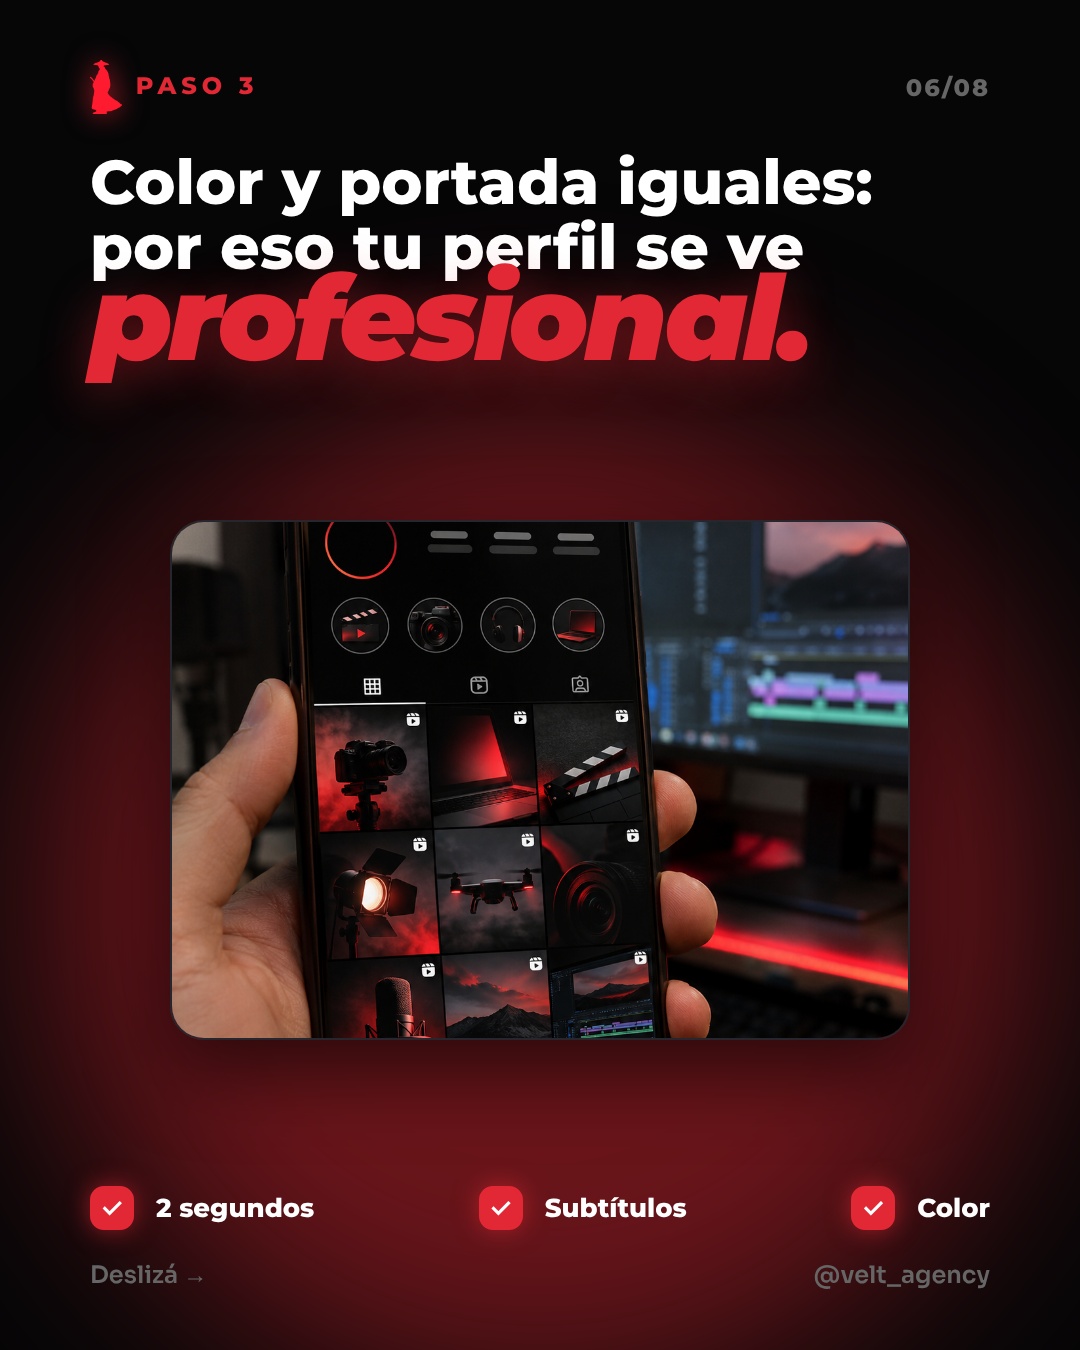 PASO 3
06/08
Color y portada iguales:
por eso tu perfil se ve
profesional.
2 segundos
Subtítulos
Color
Deslizá →
@velt_agency